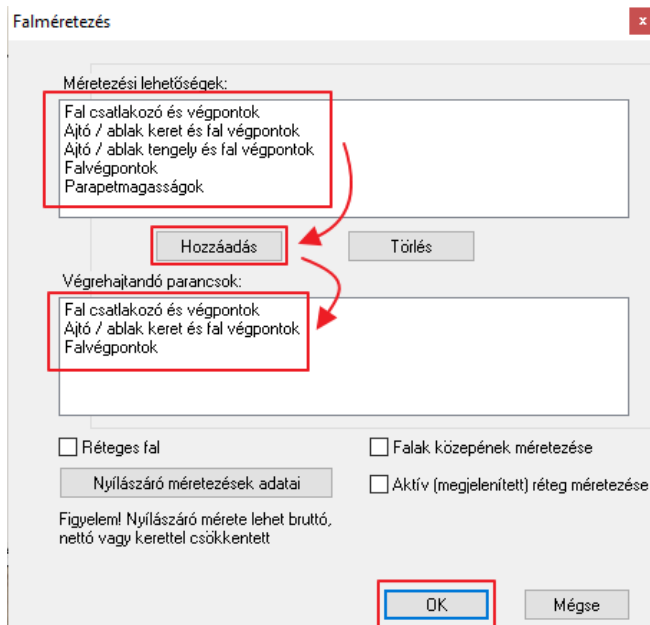 Falméretezés
x
Méretezési lehetőségek:
Fal csatlakozó és végpontok
Ajtó / ablak keret és fal végpontok
Ajtó / ablak tengely és fal végpontok
Falvégpontok
Parapetmagasságok
Hozzáadás
Törlés
Végrehajtandó parancsok:
Fal csatlakozó és végpontok
Ajtó / ablak keret és fal végpontok
Falvégpontok
Réteges fal
Falak közepének méretezése
Nyílászáró méretezések adatai
Aktív (megjelenített) réteg méretezése
Figyelem! Nyílászáró mérete lehet bruttó,
nettó vagy kerettel csökkentett
OK
Mégse